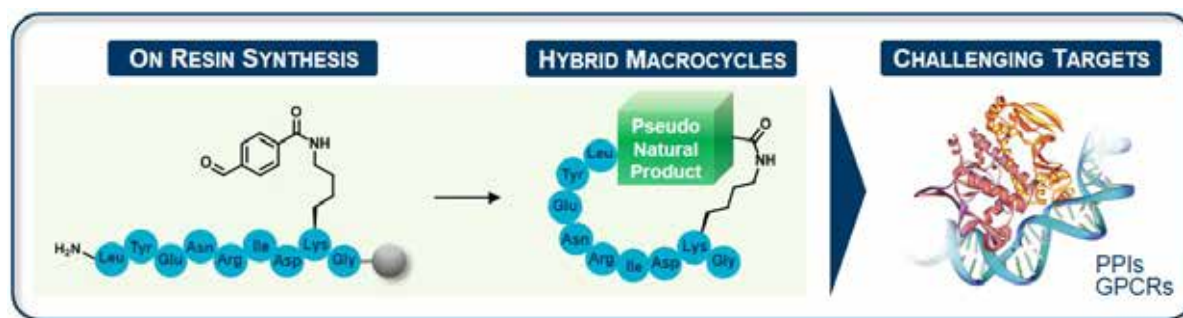 ON RESIN SYNTHESIS
HYBRID MACROCYCLES
CHALLENGING TARGETS
O
NH
O
H₂N
Leu
Tyr
Glu
Asn
Arg
Ile
Asp
Lys
Gly
Pseudo
Natural
Product
O
NH
Leu
Tyr
Glu
Asn
Arg
Ile
Asp
Lys
Gly
PPIs
GPCRs